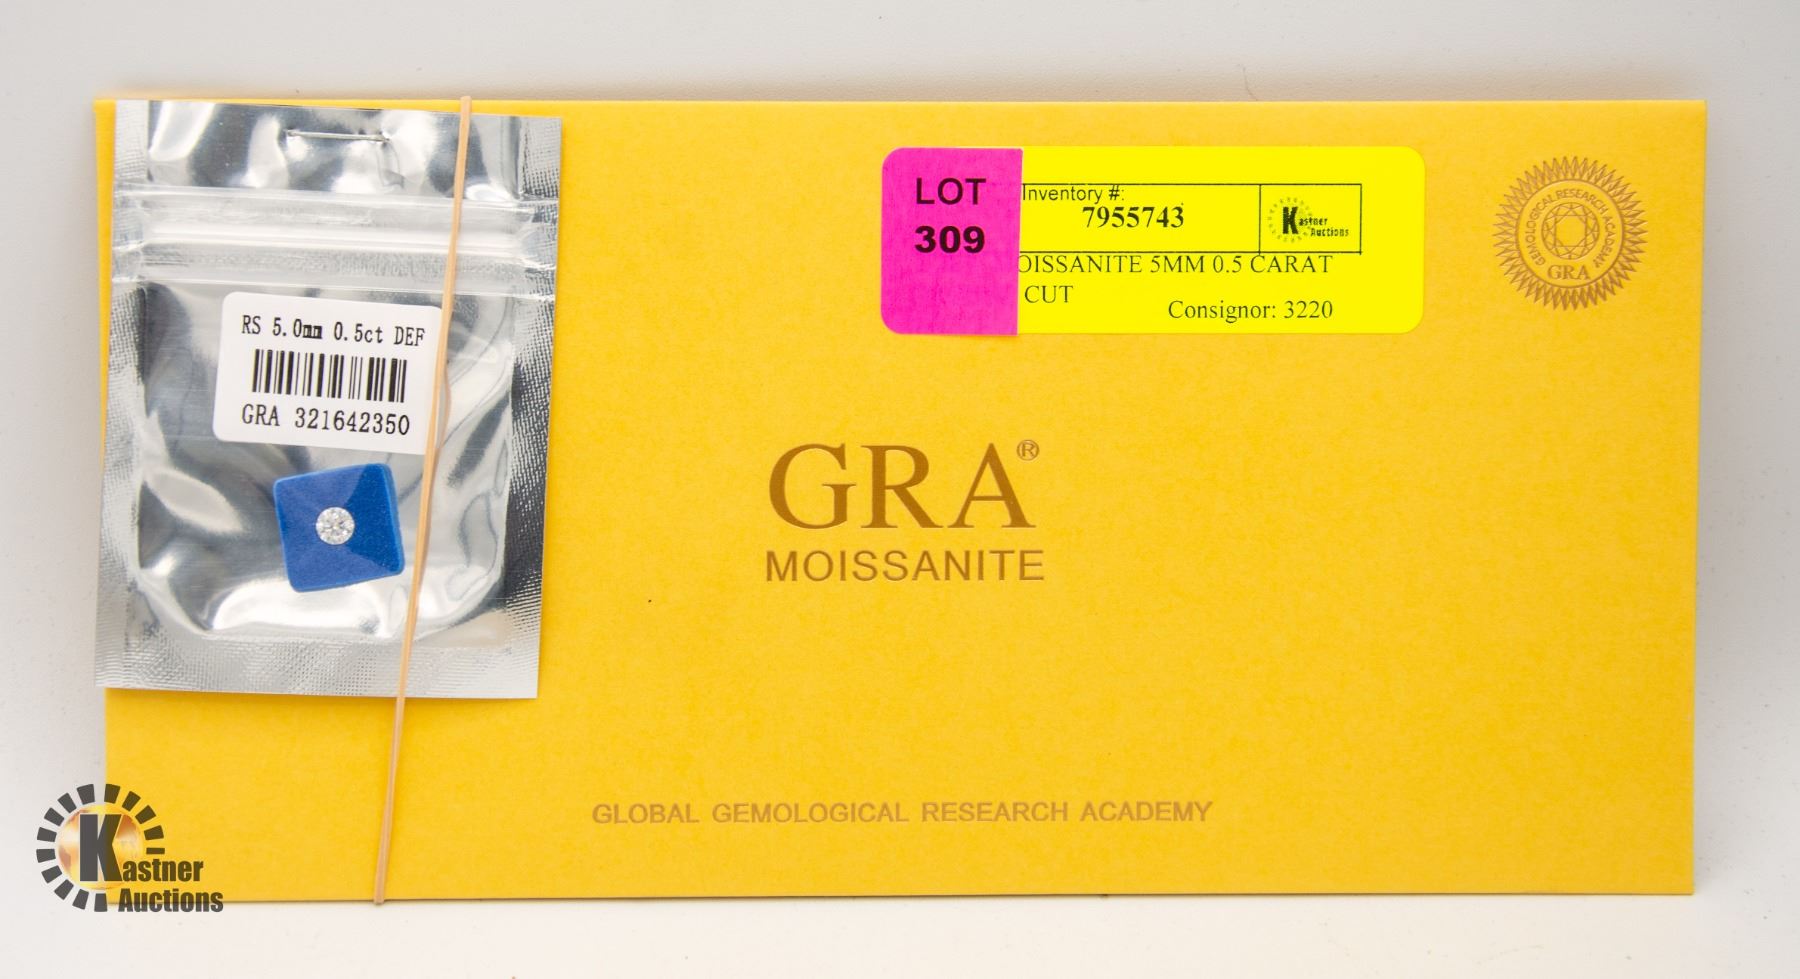 RS 5.0mm 0.5ct DEF
GRA 321642350
LOT
309
Inventory #:
7955743
Kastner
Auctions
OISSANITE 5MM 0.5 CARAT
CUT
Consignor: 3220
GEMOLOGICAL RESEARCH ACADEMY
GRA
GRA®
MOISSANITE
GLOBAL GEMOLOGICAL RESEARCH ACADEMY
Kastner
Auctions